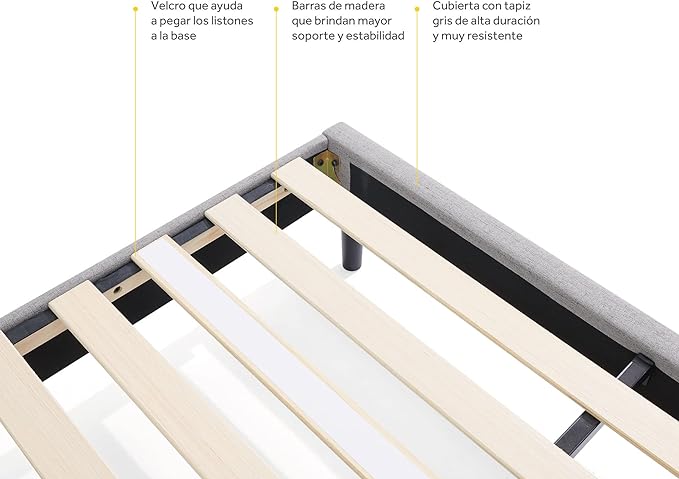 Velcro que ayuda
a pegar los listones
a la base
Barras de madera
que brindan mayor
soporte y estabilidad
Cubierta con tapiz
gris de alta duración
y muy resistente